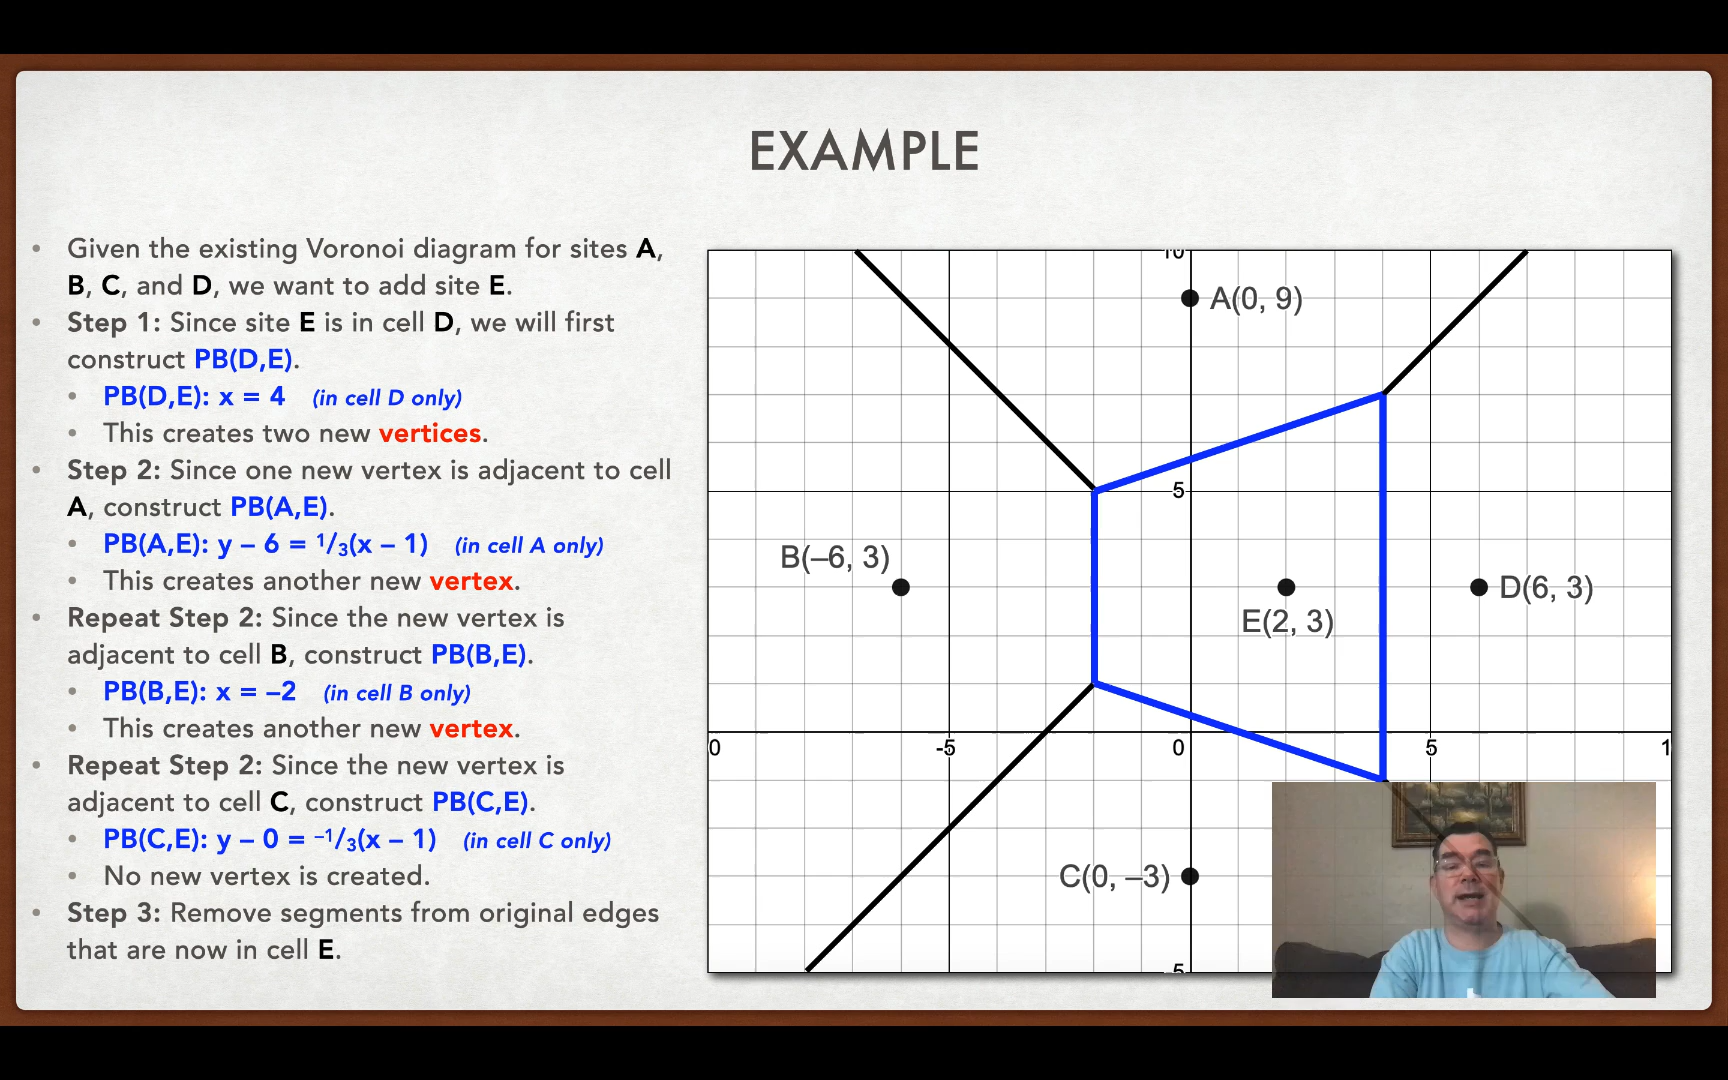 EXAMPLE
• Given the existing Voronoi diagram for sites A,
B, C, and D, we want to add site E.
• Step 1: Since site E is in cell D, we will first
construct PB(D,E).
• PB(D,E): x = 4 (in cell D only)
• This creates two new vertices.
• Step 2: Since one new vertex is adjacent to cell
A, construct PB(A,E).
• PB(A,E): y – 6 = ¹/₃(x – 1) (in cell A only)
• This creates another new vertex.
• Repeat Step 2: Since the new vertex is
adjacent to cell B, construct PB(B,E).
• PB(B,E): x = –2 (in cell B only)
• This creates another new vertex.
• Repeat Step 2: Since the new vertex is
adjacent to cell C, construct PB(C,E).
• PB(C,E): y – 0 = –¹/₃(x – 1) (in cell C only)
• No new vertex is created.
• Step 3: Remove segments from original edges
that are now in cell E.
10
A(0, 9)
5
B(–6, 3)
D(6, 3)
E(2, 3)
0
-5
0
5
1
C(0, –3)
-5